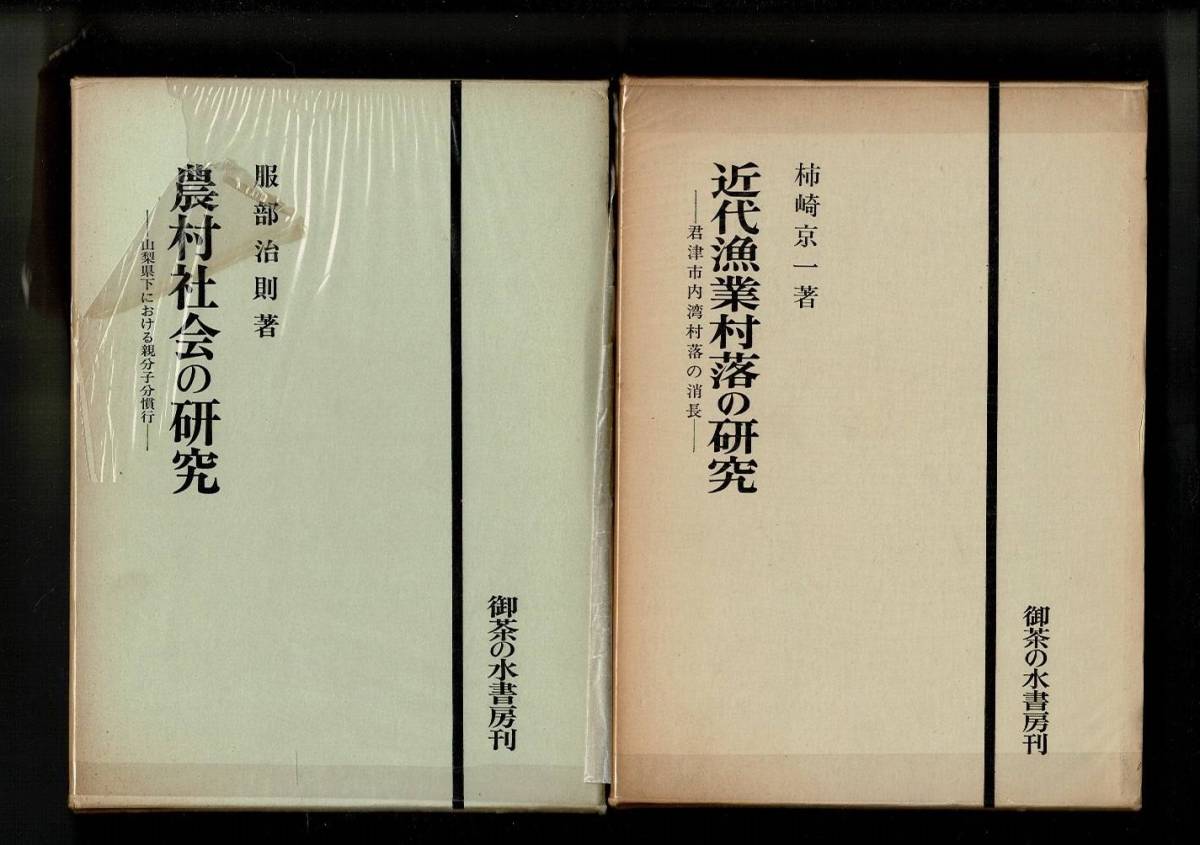 服部治則著
農村社会の研究
―山梨県下における親分子分慣行―
御茶の水書房刊
柿崎京一著
近代漁業村落の研究
―君津市内湾村落の消長―
御茶の水書房刊